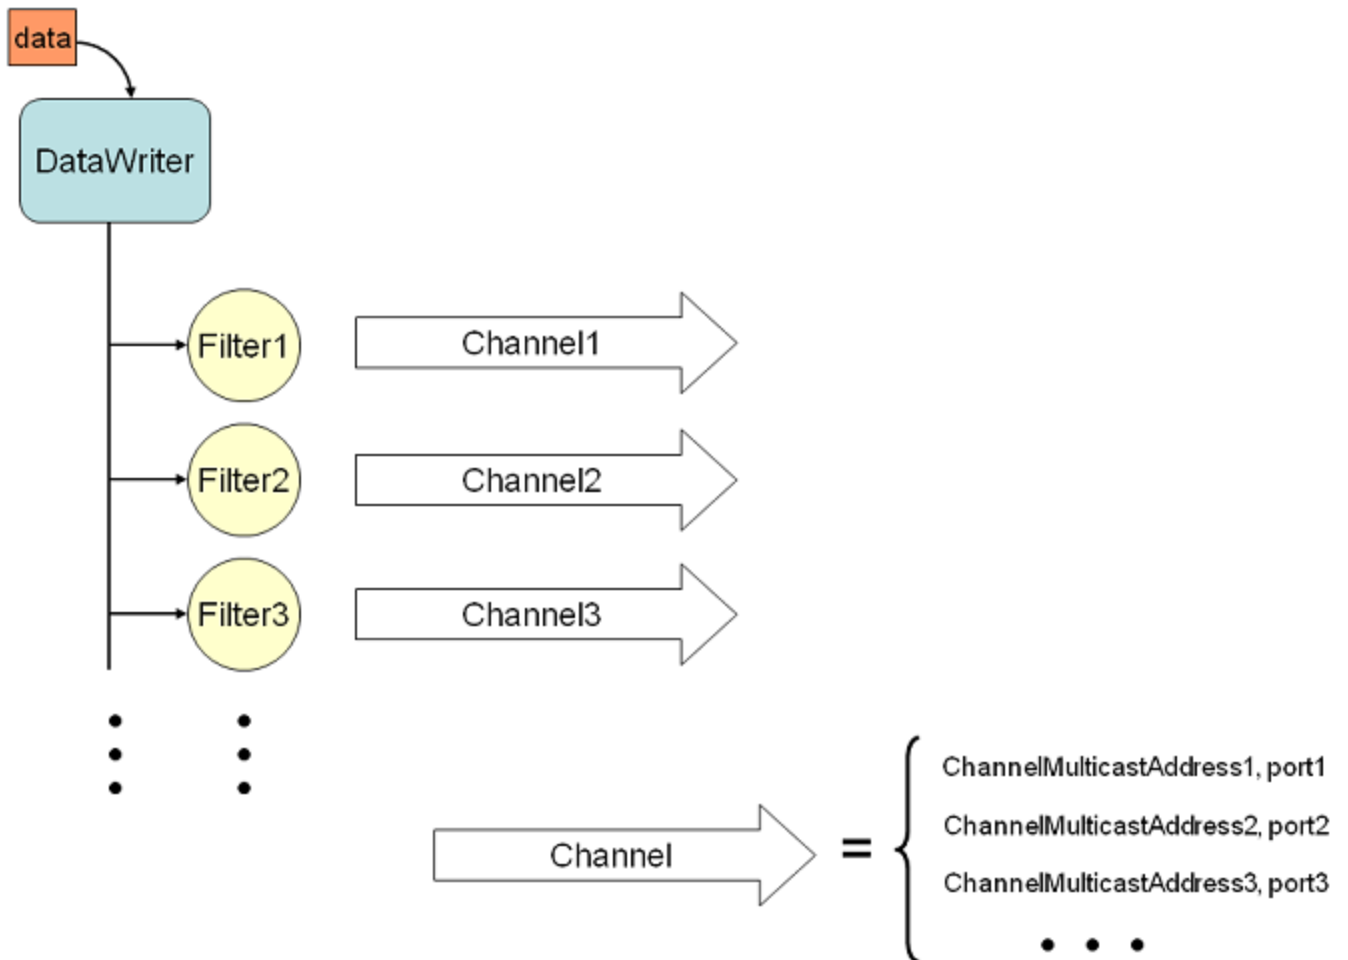 data
DataWriter
Filter1
Channel1
Filter2
Channel2
Filter3
Channel3
Channel
=
ChannelMulticastAddress1, port1
ChannelMulticastAddress2, port2
ChannelMulticastAddress3, port3